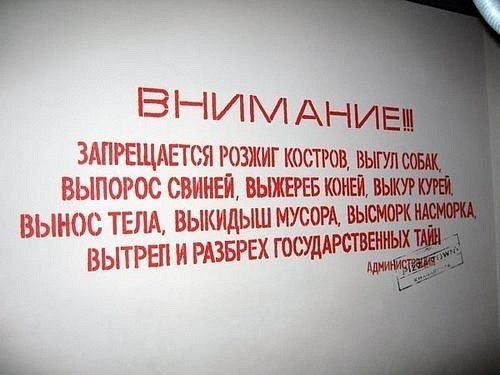 ВНИМАНИЕ!!!
ЗАПРЕЩАЕТСЯ РОЗЖИГ КОСТРОВ, ВЫГУЛ СОБАК,
ВЫПОРОС СВИНЕЙ, ВЫЖЕРЕБ КОНЕЙ, ВЫКУР КУРЕЙ,
ВЫНОС ТЕЛА, ВЫКИДЫШ МУСОРА, ВЫСМОРК НАСМОРКА,
ВЫТРЕП И РАЗБРЕХ ГОСУДАРСТВЕННЫХ ТАЙН
АДМИНИСТРАЦИЯ